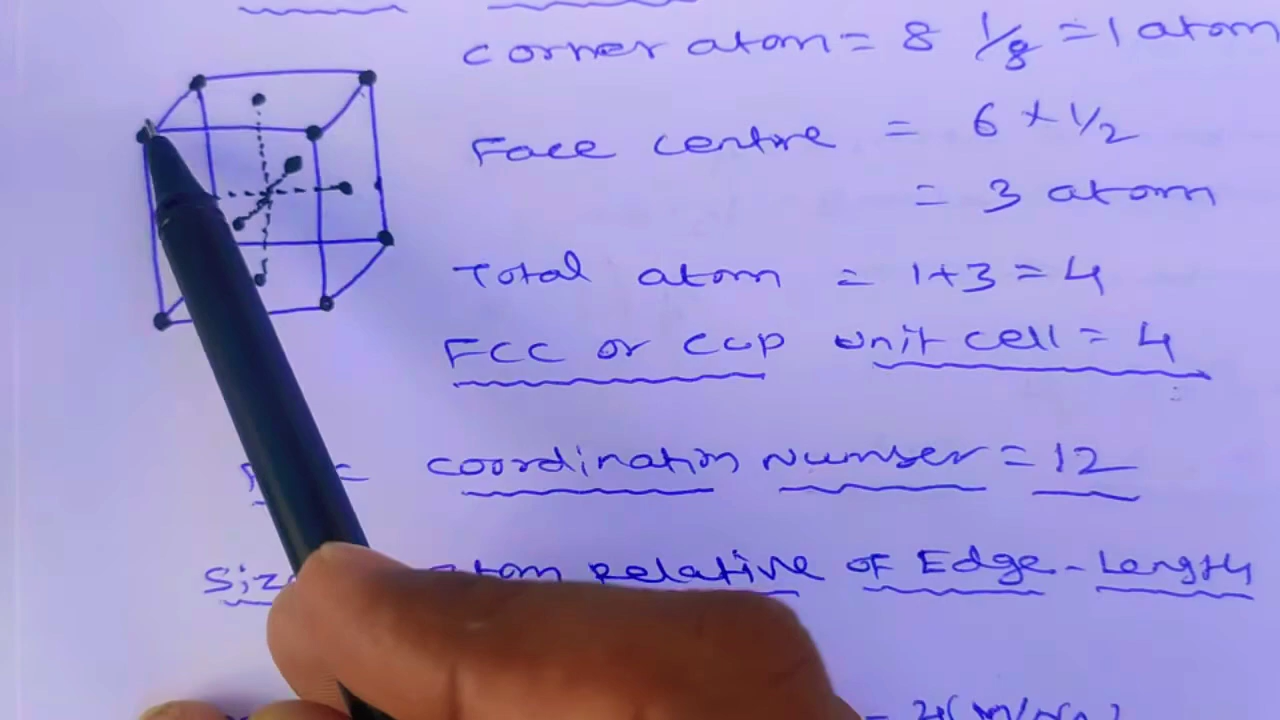 corner atom = 8 1/8 = 1 atom
Face centre = 6 × 1/2
= 3 atom
Total atom = 1+3 = 4
FCC or CCP unit cell = 4
coordination Number = 12
atom relative of Edge-Length